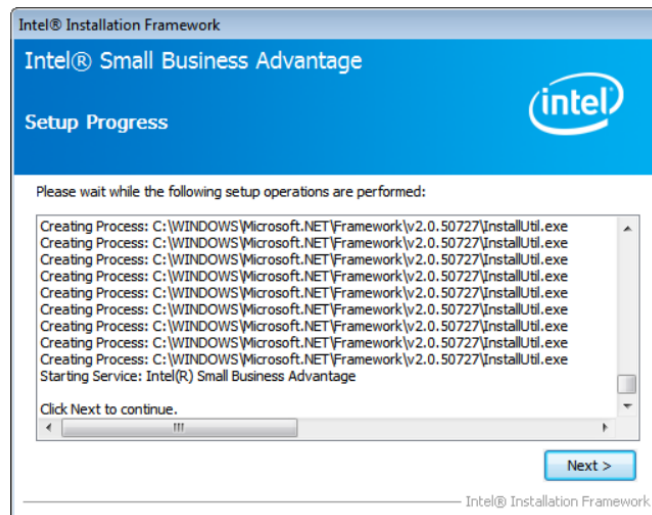 Intel® Installation Framework
Intel® Small Business Advantage
Setup Progress
intel
Please wait while the following setup operations are performed:
Creating Process: C:\WINDOWS\Microsoft.NET\Framework\v2.0.50727\InstallUtil.exe
Creating Process: C:\WINDOWS\Microsoft.NET\Framework\v2.0.50727\InstallUtil.exe
Creating Process: C:\WINDOWS\Microsoft.NET\Framework\v2.0.50727\InstallUtil.exe
Creating Process: C:\WINDOWS\Microsoft.NET\Framework\v2.0.50727\InstallUtil.exe
Creating Process: C:\WINDOWS\Microsoft.NET\Framework\v2.0.50727\InstallUtil.exe
Creating Process: C:\WINDOWS\Microsoft.NET\Framework\v2.0.50727\InstallUtil.exe
Creating Process: C:\WINDOWS\Microsoft.NET\Framework\v2.0.50727\InstallUtil.exe
Creating Process: C:\WINDOWS\Microsoft.NET\Framework\v2.0.50727\InstallUtil.exe
Creating Process: C:\WINDOWS\Microsoft.NET\Framework\v2.0.50727\InstallUtil.exe
Starting Service: Intel(R) Small Business Advantage
Click Next to continue.
Next >
Intel® Installation Framework